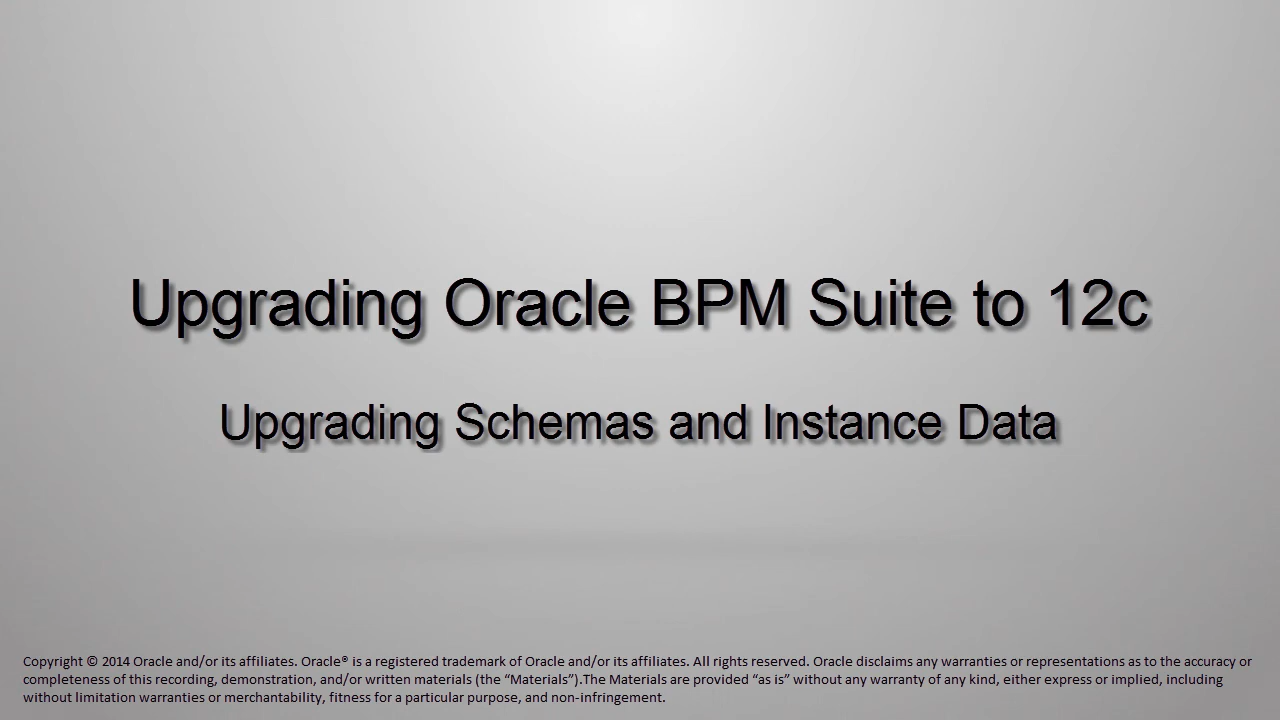 Upgrading Oracle BPM Suite to 12c
Upgrading Schemas and Instance Data
Copyright © 2014 Oracle and/or its affiliates. Oracle® is a registered trademark of Oracle and/or its affiliates. All rights reserved. Oracle disclaims any warranties or representations as to the accuracy or
completeness of this recording, demonstration, and/or written materials (the “Materials”).The Materials are provided “as is” without any warranty of any kind, either express or implied, including
without limitation warranties or merchantability, fitness for a particular purpose, and non-infringement.